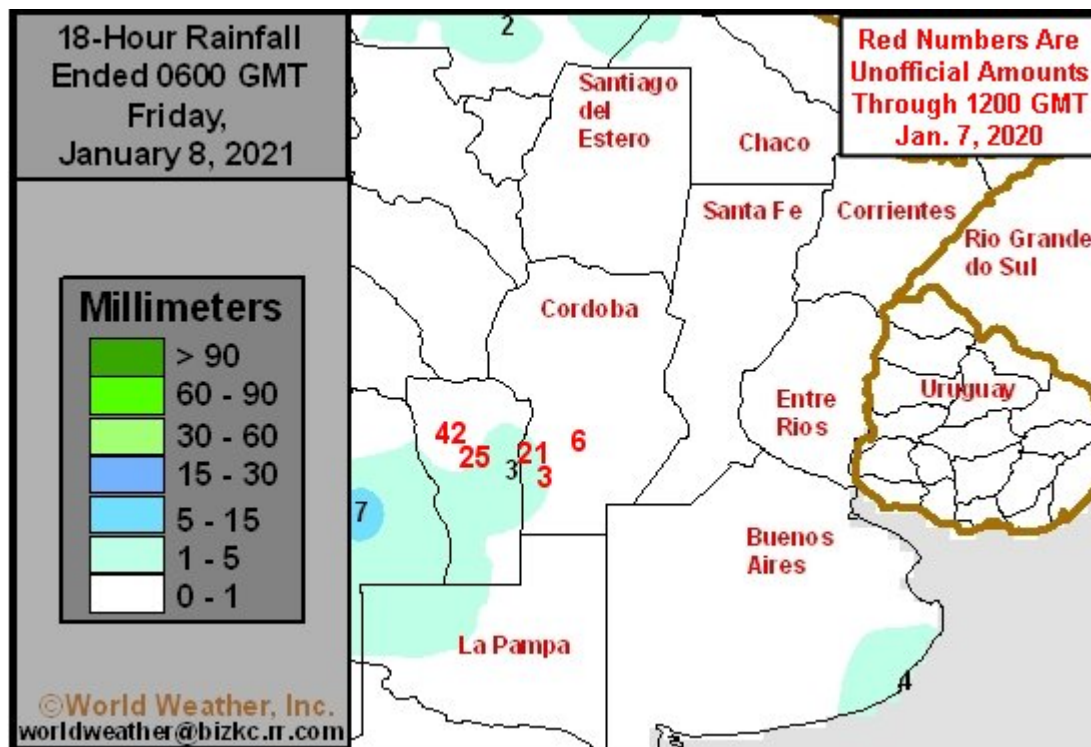 18-Hour Rainfall
Ended 0600 GMT
Friday,
January 8, 2021
Red Numbers Are
Unofficial Amounts
Through 1200 GMT
Jan. 7, 2020
Millimeters
> 90
60 - 90
30 - 60
15 - 30
5 - 15
1 - 5
0 - 1
©World Weather, Inc.
worldweather@bizkc.rr.com
2
Santiago
del
Estero
Chaco
Santa Fe
Corrientes
Rio Grande
do Sul
Cordoba
Entre
Rios
Uruguay
42
25
3
21
3
6
7
Buenos
Aires
La Pampa
4